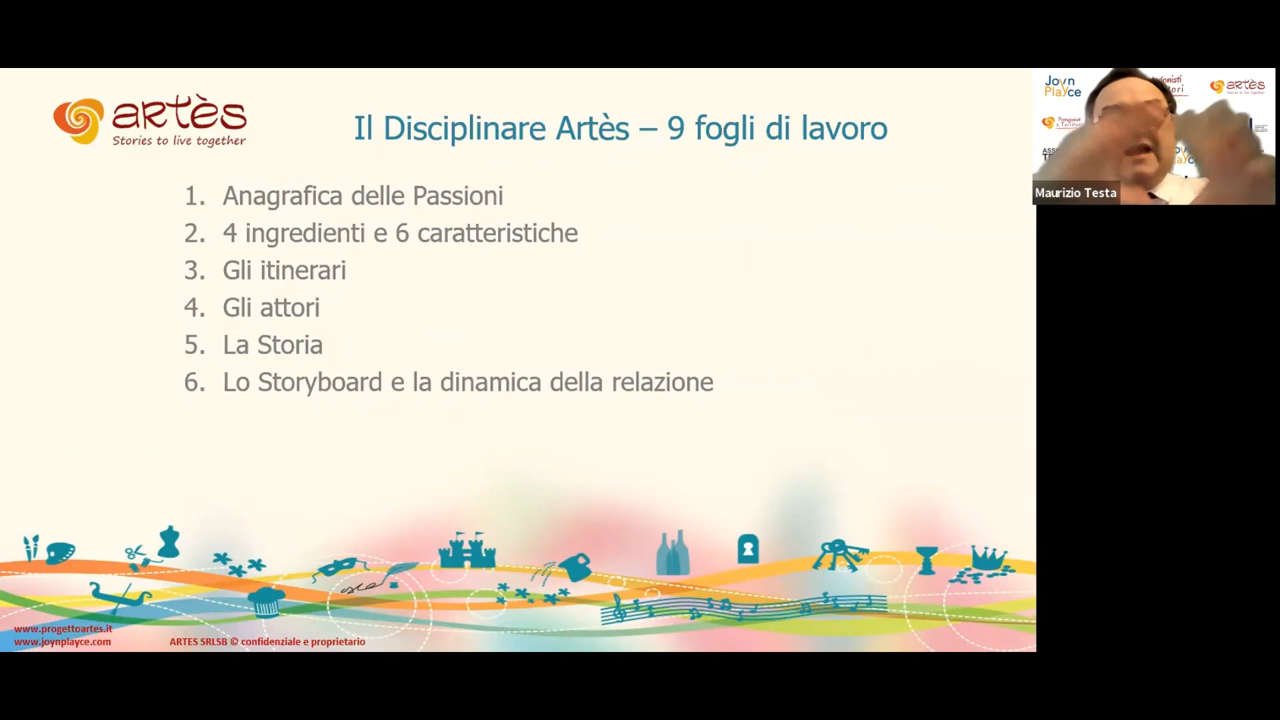 artès
Stories to live together
Il Disciplinare Artès – 9 fogli di lavoro
1. Anagrafica delle Passioni
2. 4 ingredienti e 6 caratteristiche
3. Gli itinerari
4. Gli attori
5. La Storia
6. Lo Storyboard e la dinamica della relazione
www.progettoartes.it
www.joynplayce.com
ARTES SRLSB © confidenziale e proprietario
Joyn
Playce
artès
Maurizio Testa